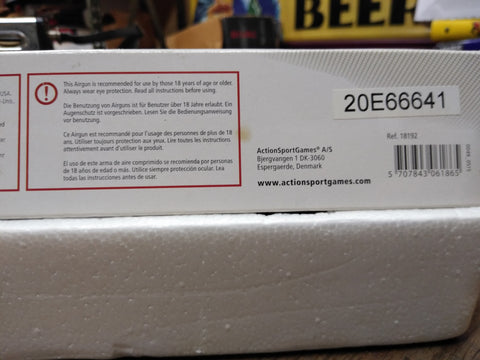 BEER
USA.
This Airgun is recommended for use by those 18 years of age or older.
Always wear eye protection. Read all instructions before using.
Die Benutzung von Airguns ist für Benutzer über 18 Jahre erlaubt. Ein
Augenschutz ist vorgeschrieben. Lesen Sie die Bedienungsanweisung
vor benutzung.
Ce Airgun est recommandé pour l'usage des personnes de plus de 18
ans. Utiliser toujours protection aux yeux. Lire toutes les instructions
attentivement avant utilisation.
El uso de esta arma de aire comprimido se recomienda por personas
de 18 años de edad o más. Utilice siempre protección ocular. Lea
todas las instrucciones antes de usar.
20E66641
Ref. 18192
ActionSportGames® A/S
Bjergvangen 1 DK-3060
Espergaerde, Denmark
www.actionsportgames.com
5 707843 061865